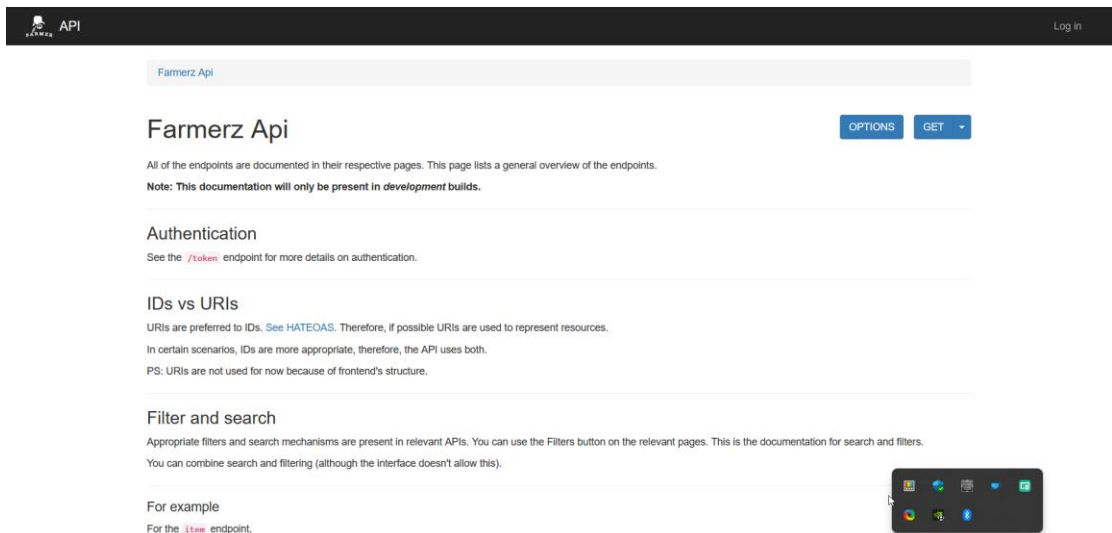 FARMER API
Log in
Farmerz Api
Farmerz Api
OPTIONS
GET
All of the endpoints are documented in their respective pages. This page lists a general overview of the endpoints.
Note: This documentation will only be present in development builds.
Authentication
See the /token endpoint for more details on authentication.
IDs vs URIs
URIs are preferred to IDs. See HATEOAS. Therefore, if possible URIs are used to represent resources.
In certain scenarios, IDs are more appropriate, therefore, the API uses both.
PS: URIs are not used for now because of frontend's structure.
Filter and search
Appropriate filters and search mechanisms are present in relevant APIs. You can use the Filters button on the relevant pages. This is the documentation for search and filters.
You can combine search and filtering (although the interface doesn't allow this).
For example
For the item endpoint,